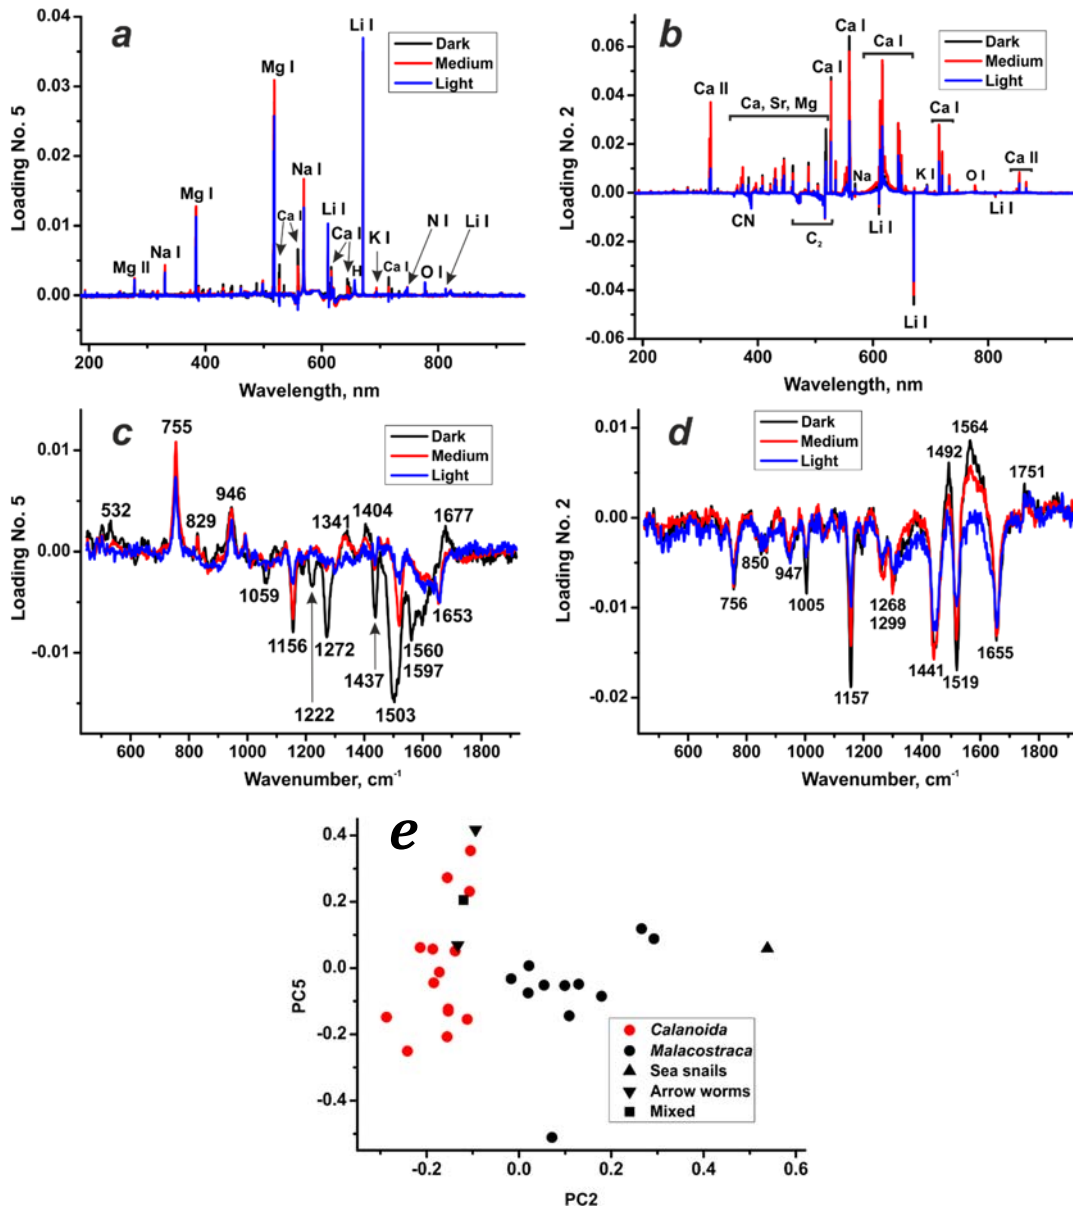 a
Loading No. 5
0.04
0.03
0.02
0.01
0.00
Dark
Medium
Light
Li I
Mg I
Na I
Mg I
Li I
Ca I
Na I
Ca I
N I
Li I
K I
Mg II
H
Ca I
O I
200 400 600 800
Wavelength, nm
b
Loading No. 2
0.06
0.04
0.02
0.00
-0.02
-0.04
-0.06
Dark
Medium
Light
Ca I
Ca I
Ca I
Ca II
Ca, Sr, Mg
Ca I
Ca II
Na
K I
O I
CN
C₂
Li I
Li I
Li I
200 400 600 800
Wavelength, nm
c
Loading No. 5
0.01
0.00
-0.01
Dark
Medium
Light
755
532
829
946
1341
1404
1677
1059
1156
1272
1222
1437
1503
1560
1597
1653
600 800 1000 1200 1400 1600 1800
Wavenumber, cm⁻¹
d
Loading No. 2
0.01
0.00
-0.01
-0.02
Dark
Medium
Light
1564
1492
1751
850
947
756
1005
1268
1299
1157
1441
1519
1655
600 800 1000 1200 1400 1600 1800
Wavenumber, cm⁻¹
e
PC5
0.4
0.2
0.0
-0.2
-0.4
Calanoida
Malacostraca
Sea snails
Arrow worms
Mixed
-0.2 0.0 0.2 0.4 0.6
PC2